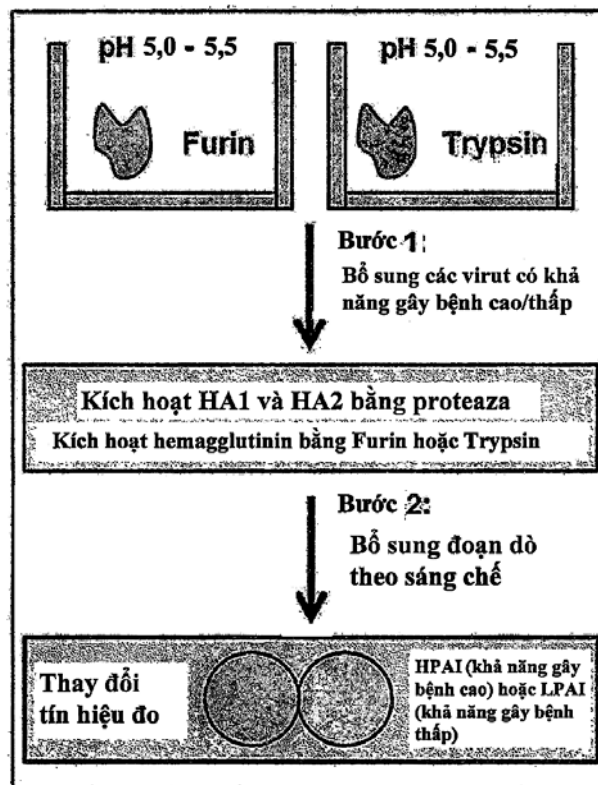 pH 5,0 - 5,5
Furin
pH 5,0 - 5,5
Trypsin
Bước 1:
Bổ sung các virut có khả
năng gây bệnh cao/thấp
Kích hoạt HA1 và HA2 bằng proteaza
Kích hoạt hemagglutinin bằng Furin hoặc Trypsin
Bước 2:
Bổ sung đoạn dò
theo sáng chế
Thay đổi
tín hiệu đo
HPAI (khả năng gây
bệnh cao) hoặc LPAI
(khả năng gây bệnh
thấp)